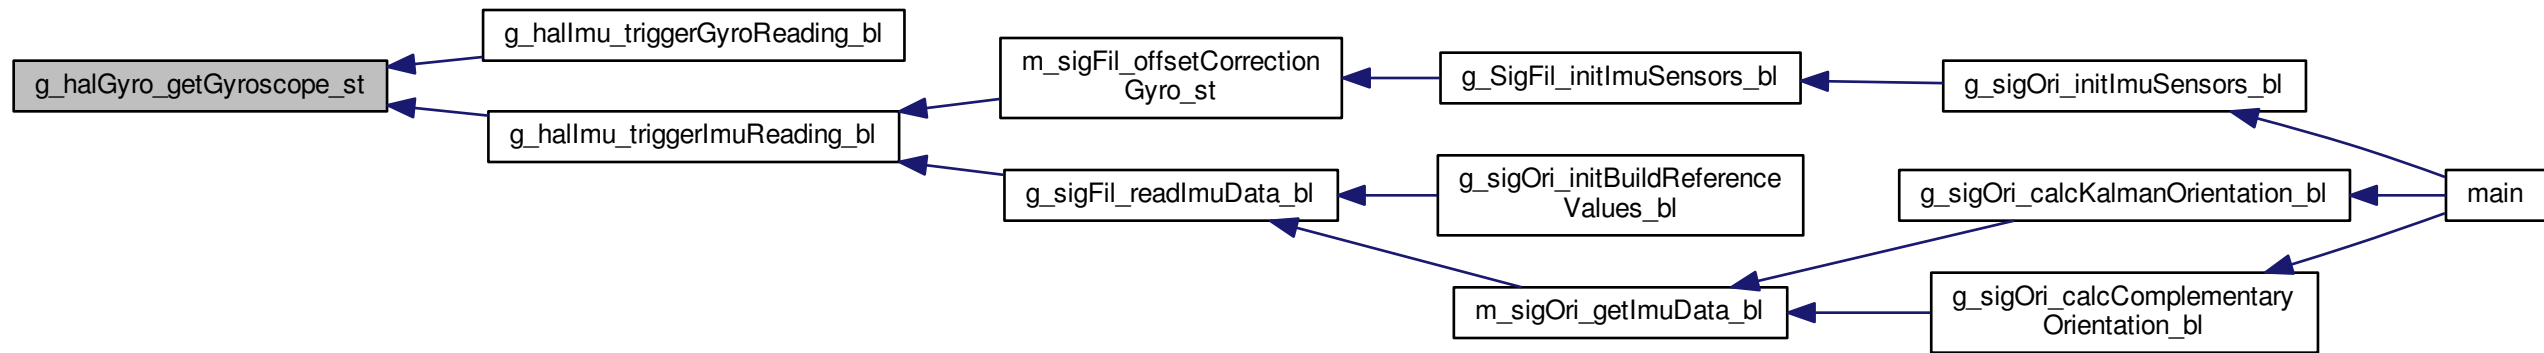 g_halImu_triggerGyroReading_bl
g_halGyro_getGyroscope_st
g_halImu_triggerImuReading_bl
m_sigFil_offsetCorrection
Gyro_st
g_sigFil_readImuData_bl
g_SigFil_initImuSensors_bl
g_sigOri_initBuildReference
Values_bl
m_sigOri_getImuData_bl
g_sigOri_initImuSensors_bl
g_sigOri_calcKalmanOrientation_bl
g_sigOri_calcComplementary
Orientation_bl
main